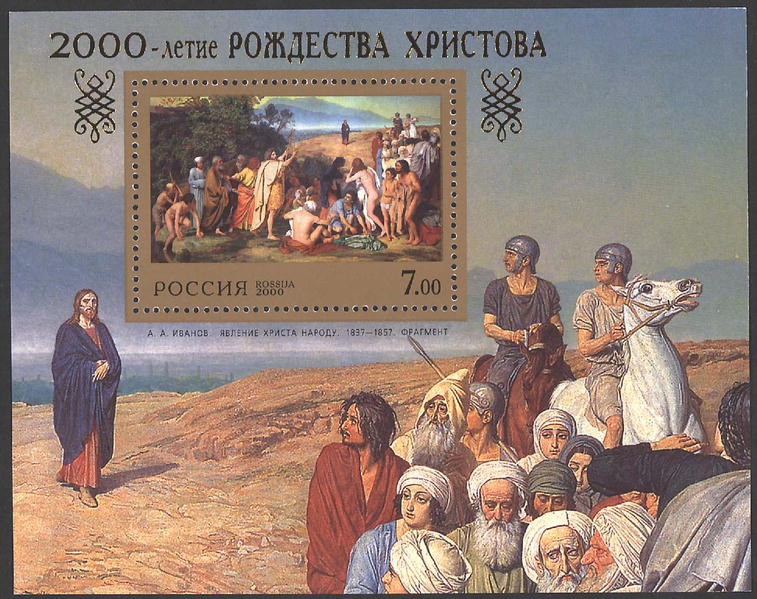 2000-летие РОЖДЕСТВА ХРИСТОВА
РОССИЯ ROSSIJA 2000 7.00
А. А. ИВАНОВ. ЯВЛЕНИЕ ХРИСТА НАРОДУ. 1837—1857. ФРАГМЕНТ